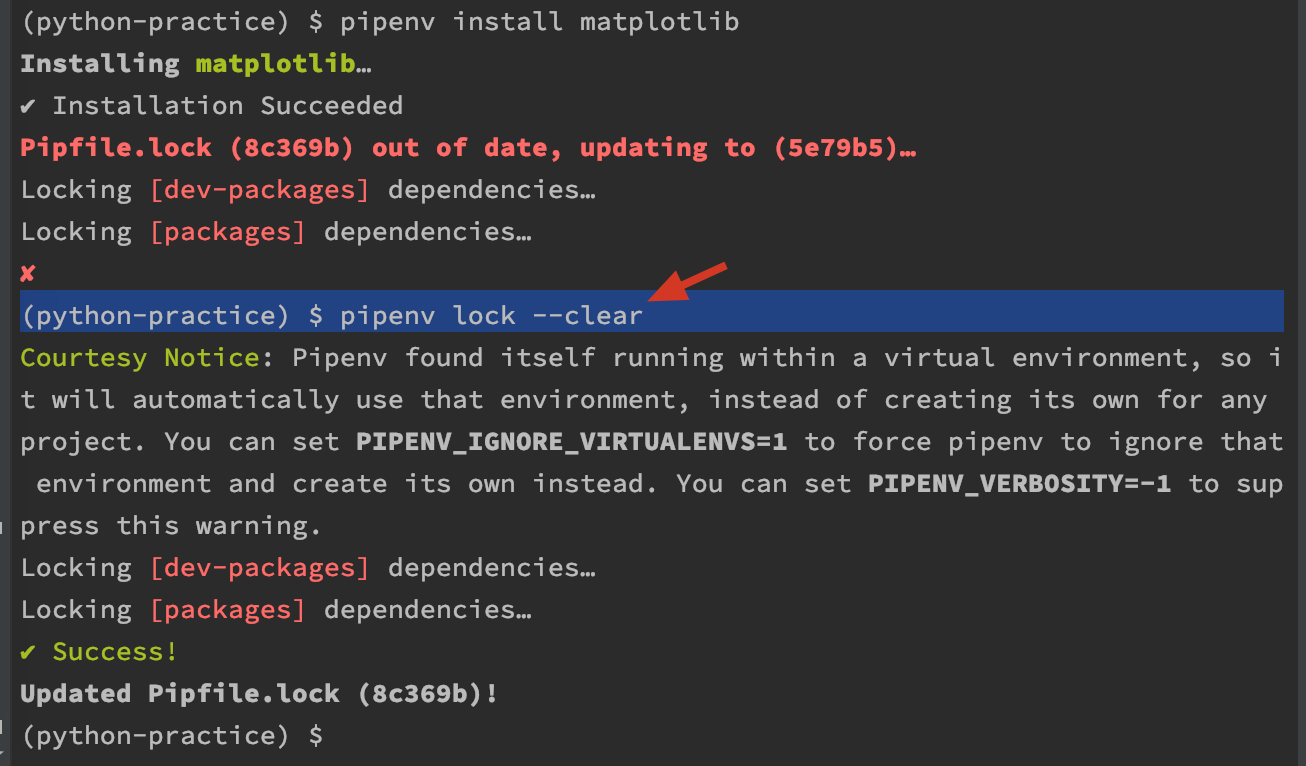 (python-practice) $ pipenv install matplotlib
Installing matplotlib…
✔ Installation Succeeded
Pipfile.lock (8c369b) out of date, updating to (5e79b5)…
Locking [dev-packages] dependencies…
Locking [packages] dependencies…
✘
(python-practice) $ pipenv lock --clear
Courtesy Notice: Pipenv found itself running within a virtual environment, so i
t will automatically use that environment, instead of creating its own for any
project. You can set PIPENV_IGNORE_VIRTUALENVS=1 to force pipenv to ignore that
 environment and create its own instead. You can set PIPENV_VERBOSITY=-1 to sup
press this warning.
Locking [dev-packages] dependencies…
Locking [packages] dependencies…
✔ Success!
Updated Pipfile.lock (8c369b)!
(python-practice) $